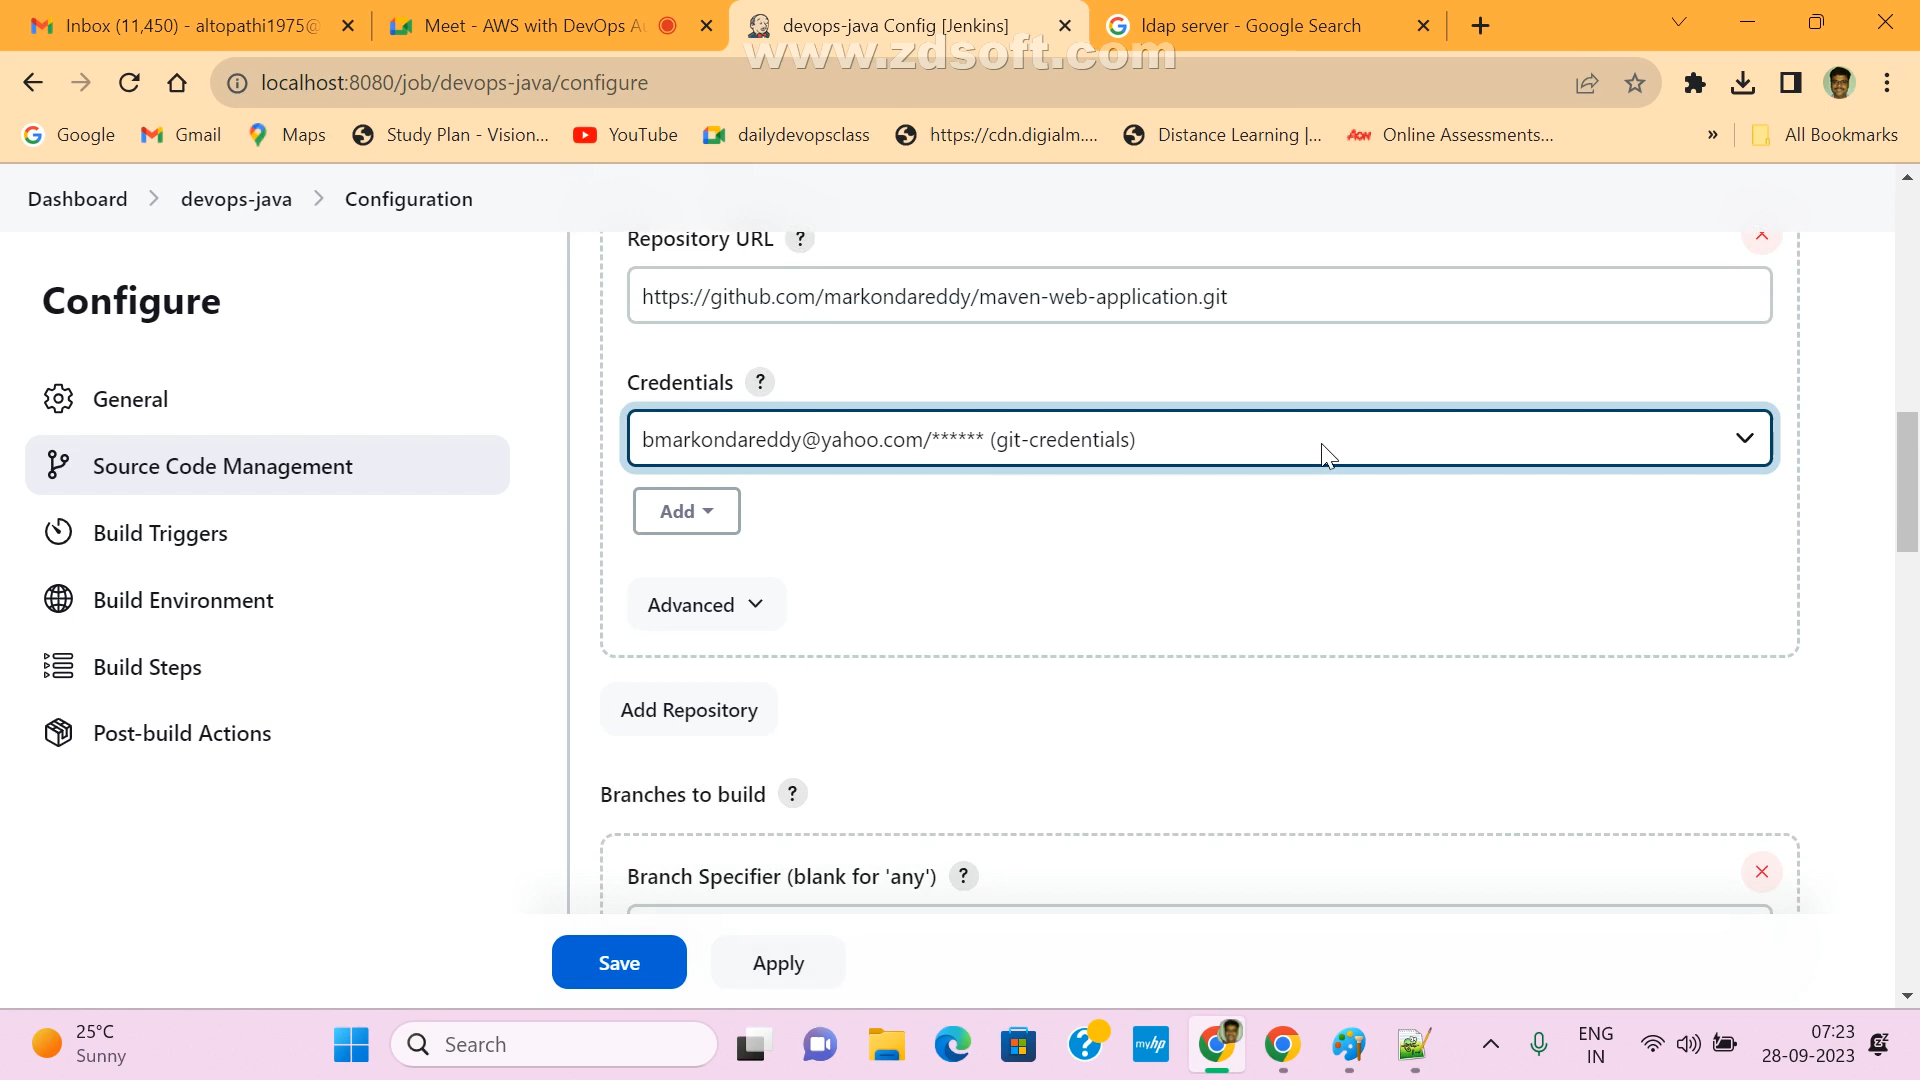 Inbox (11,450) - altopathi1975@
Meet - AWS with DevOps Au
devops-java Config [Jenkins]
ldap server - Google Search
www.zdsoft.com
localhost:8080/job/devops-java/configure
Google
Gmail
Maps
Study Plan - Vision...
YouTube
dailydevopsclass
https://cdn.digialm....
Distance Learning |...
AON
Online Assessments...
»
All Bookmarks
Dashboard > devops-java > Configuration
Configure
General
Source Code Management
Build Triggers
Build Environment
Build Steps
Post-build Actions
Repository URL ?
https://github.com/markondareddy/maven-web-application.git
Credentials ?
bmarkondareddy@yahoo.com/****** (git-credentials)
Add
Advanced
Add Repository
Branches to build ?
Branch Specifier (blank for 'any') ?
Save
Apply
25°C
Sunny
Search
myhp
ENG
IN
07:23
28-09-2023